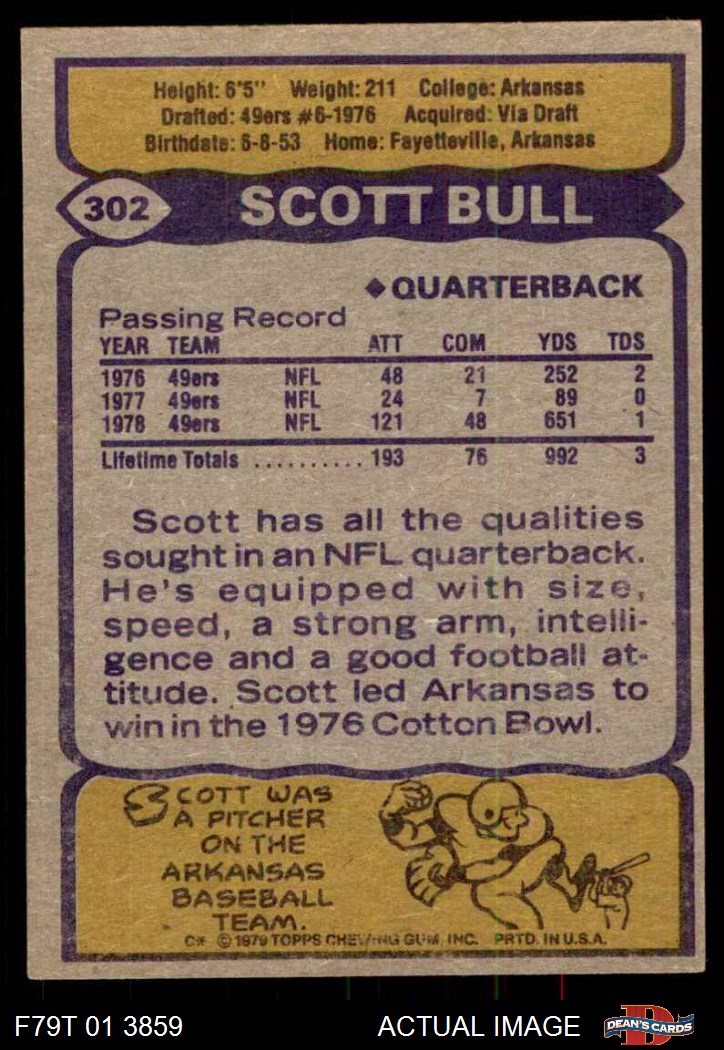 Height: 6'5" Weight: 211 College: Arkansas
Drafted: 49ers #6-1976 Acquired: Via Draft
Birthdate: 6-8-53 Home: Fayetteville, Arkansas
302 SCOTT BULL
◆ QUARTERBACK
Passing Record
YEAR TEAM ATT COM YDS TDS
1976 49ers NFL 48 21 252 2
1977 49ers NFL 24 7 89 0
1978 49ers NFL 121 48 651 1
Lifetime Totals .......... 193 76 992 3
Scott has all the qualities
sought in an NFL quarterback.
He's equipped with size,
speed, a strong arm, intelli-
gence and a good football at-
titude. Scott led Arkansas to
win in the 1976 Cotton Bowl.
SCOTT WAS
A PITCHER
ON THE
ARKANSAS
BASEBALL
TEAM.
C* © 1979 TOPPS CHEWING GUM, INC. PRTD. IN U.S.A.
F79T 01 3859 ACTUAL IMAGE DEAN'S CARDS